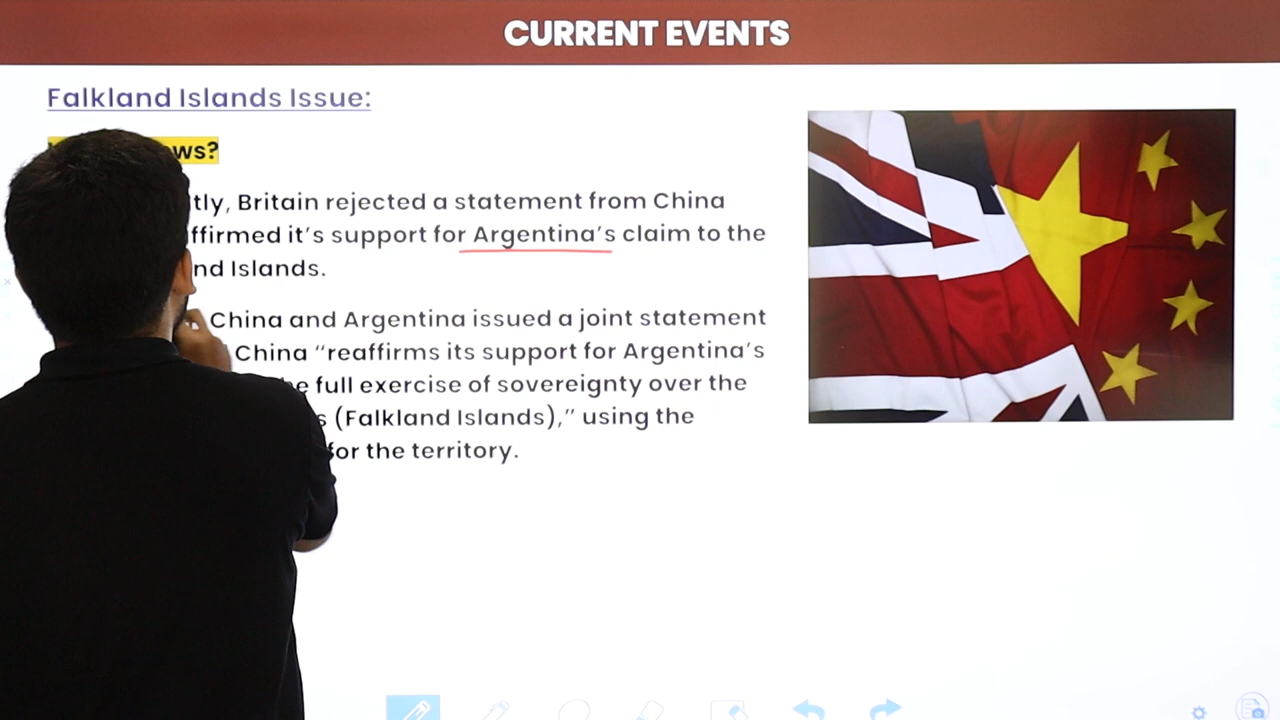 CURRENT EVENTS
Falkland Islands Issue:
ws?
tly, Britain rejected a statement from China
ffirmed it's support for Argentina's claim to the
nd Islands.
China and Argentina issued a joint statement
China “reaffirms its support for Argentina's
e full exercise of sovereignty over the
s (Falkland Islands),” using the
for the territory.